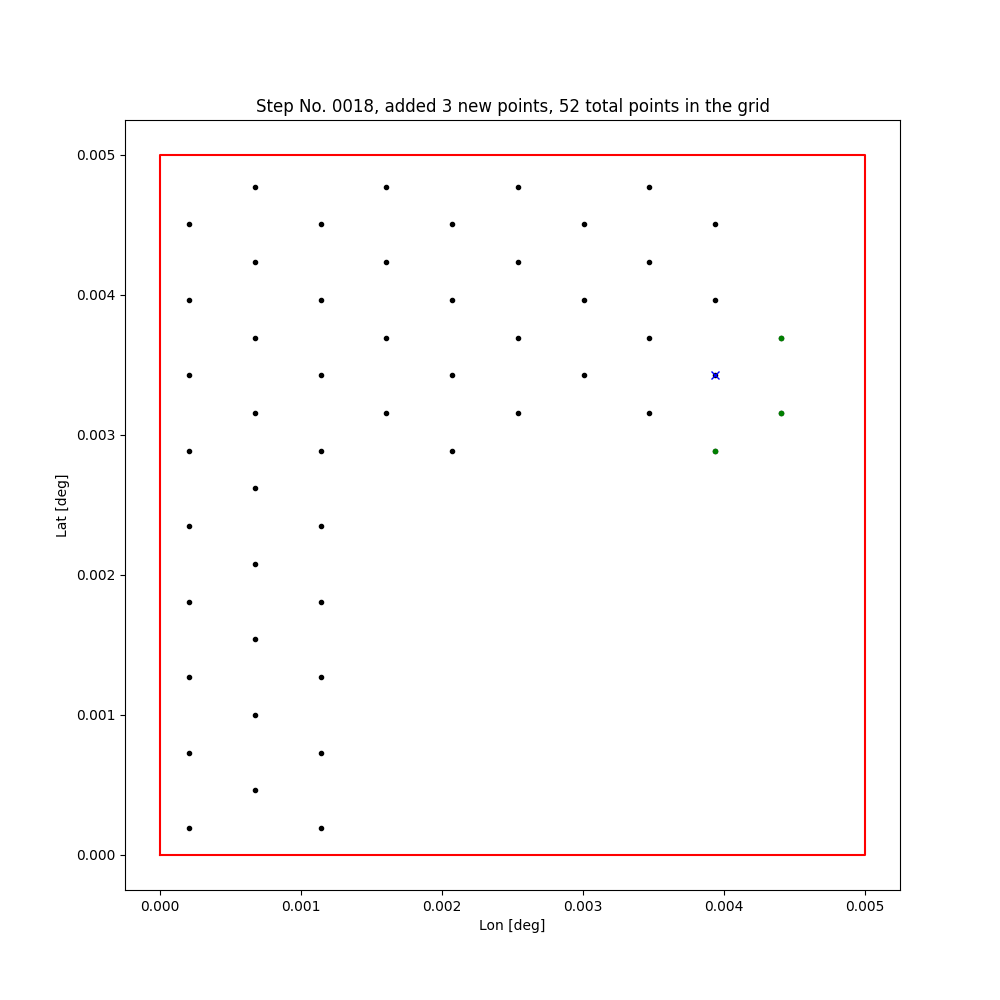 Step No. 0018, added 3 new points, 52 total points in the grid
0.005
0.004
0.003
0.002
0.001
0.000
Lat [deg]
0.000 0.001 0.002 0.003 0.004 0.005
Lon [deg]